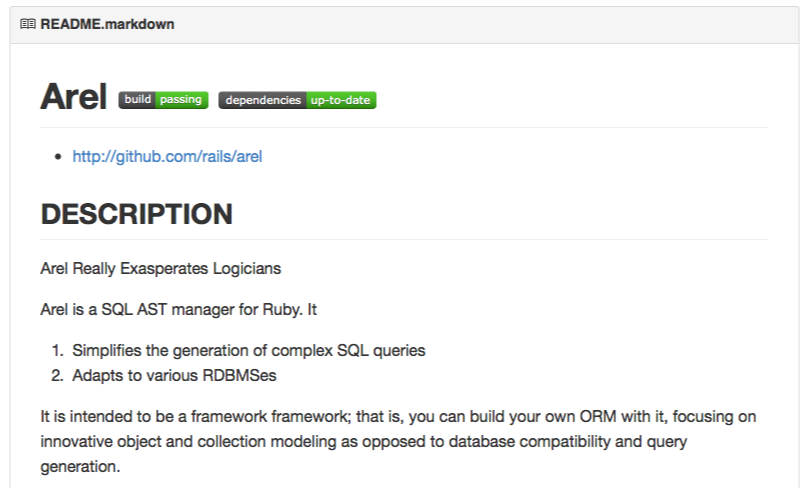 README.markdown
Arel build passing dependencies up-to-date
• http://github.com/rails/arel
DESCRIPTION
Arel Really Exasperates Logicians
Arel is a SQL AST manager for Ruby. It
1. Simplifies the generation of complex SQL queries
2. Adapts to various RDBMSes
It is intended to be a framework framework; that is, you can build your own ORM with it, focusing on
innovative object and collection modeling as opposed to database compatibility and query
generation.